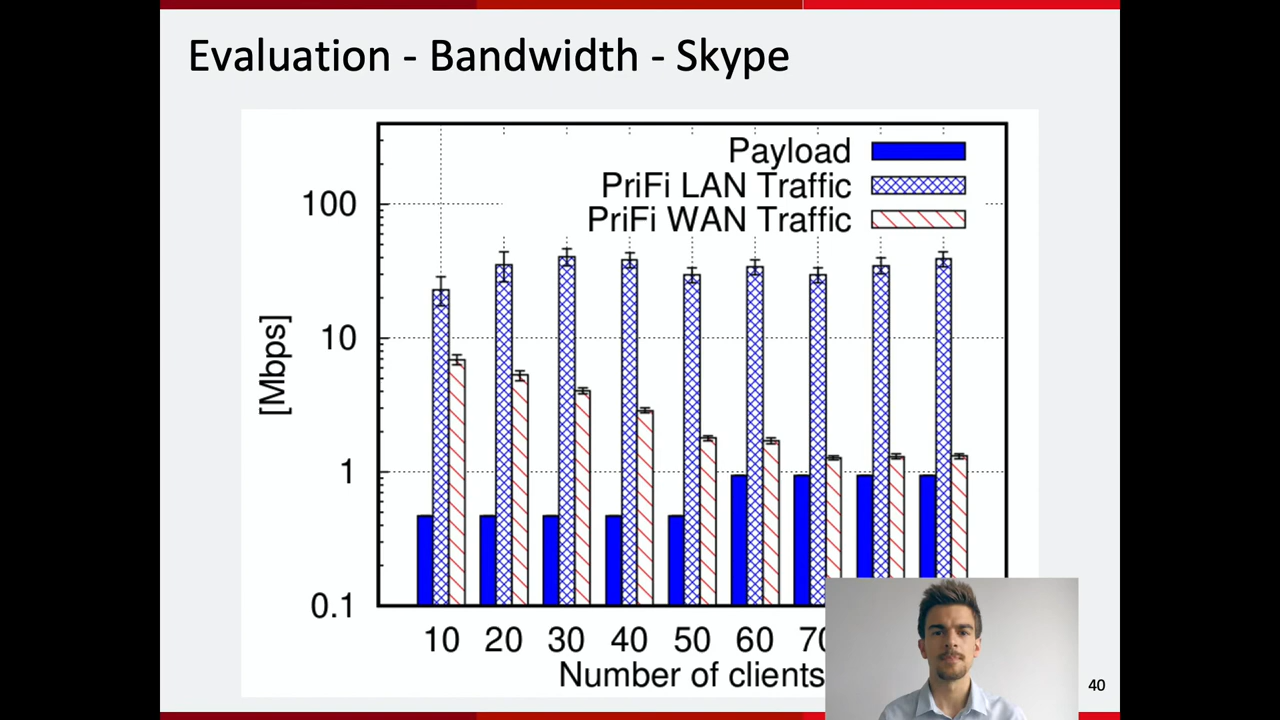 Evaluation - Bandwidth - Skype
Payload
PriFi LAN Traffic
PriFi WAN Traffic
100
10
1
0.1
[Mbps]
10 20 30 40 50 60
Number of clients
40